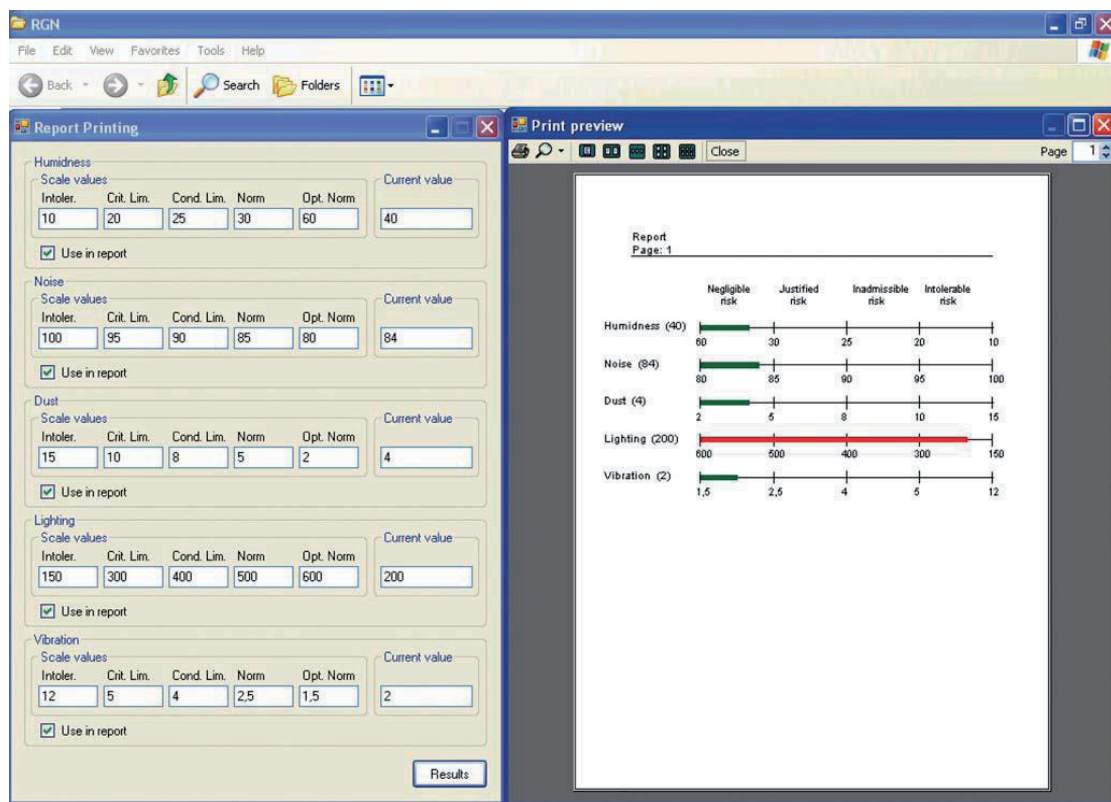 RGN
File Edit View Favorites Tools Help
Back Search Folders
Report Printing
Humidness
Scale values Current value
Intoler. Crit. Lim. Cond. Lim. Norm Opt. Norm
10 20 25 30 60 40
Use in report
Noise
Scale values Current value
Intoler. Crit. Lim. Cond. Lim. Norm Opt. Norm
100 95 90 85 80 84
Use in report
Dust
Scale values Current value
Intoler. Crit. Lim. Cond. Lim. Norm Opt. Norm
15 10 8 5 2 4
Use in report
Lighting
Scale values Current value
Intoler. Crit. Lim. Cond. Lim. Norm Opt. Norm
150 300 400 500 600 200
Use in report
Vibration
Scale values Current value
Intoler. Crit. Lim. Cond. Lim. Norm Opt. Norm
12 5 4 2,5 1,5 2
Use in report
Results
Print preview
Close Page 1
Report
Page: 1
Negligible Justified Inadmissible Intolerable
risk risk risk risk
Humidness (40)
60 30 25 20 10
Noise (84)
80 85 90 95 100
Dust (4)
2 5 8 10 15
Lighting (200)
600 500 400 300 150
Vibration (2)
1,5 2,5 4 5 12